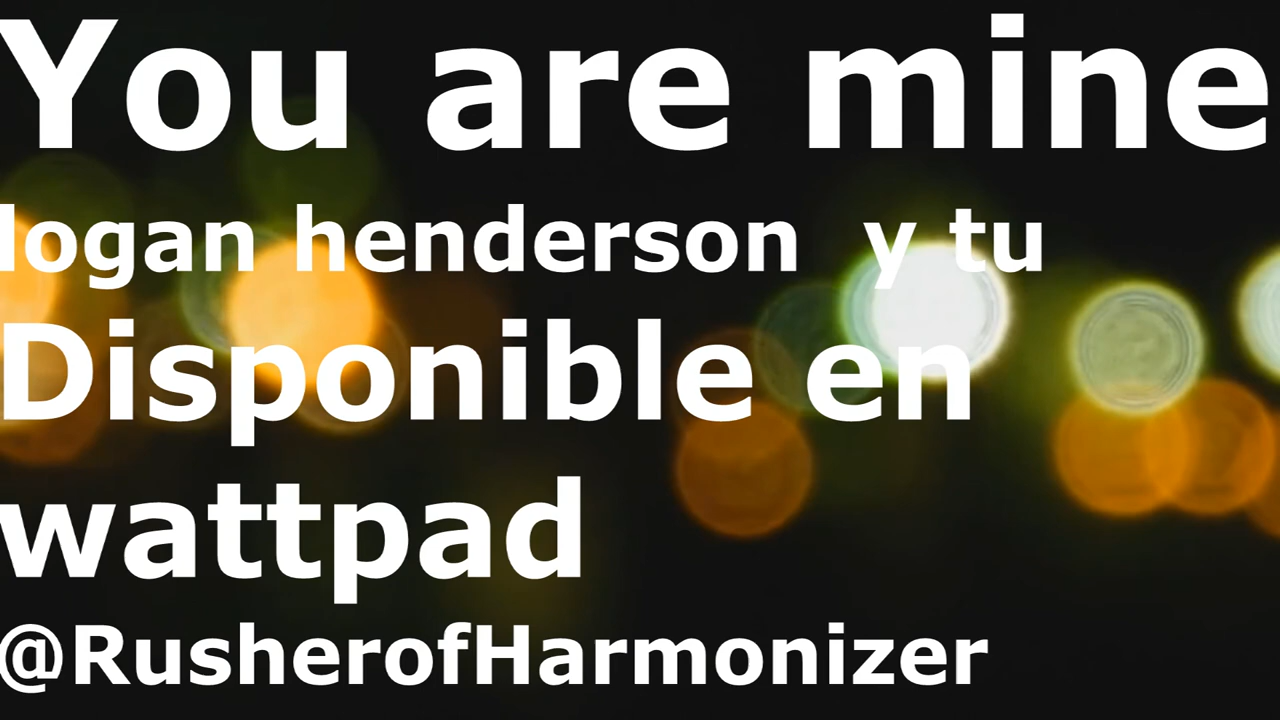 You are mine
logan henderson y tu
Disponible en
wattpad
@RusherofHarmonizer